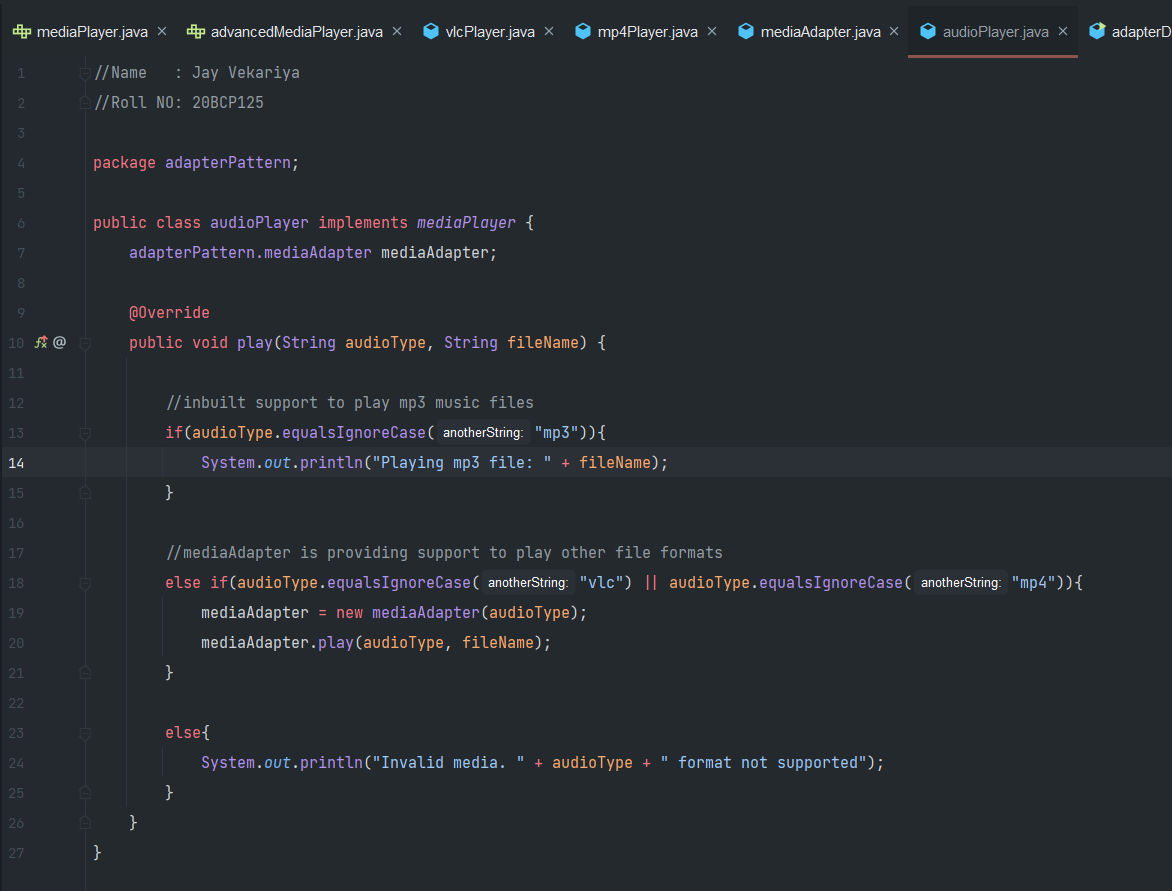 mediaPlayer.java × advancedMediaPlayer.java × vlcPlayer.java × mp4Player.java × mediaAdapter.java × audioPlayer.java × adapterD
1 //Name   : Jay Vekariya
2 //Roll NO: 20BCP125
3
4 package adapterPattern;
5
6 public class audioPlayer implements mediaPlayer {
7     adapterPattern.mediaAdapter mediaAdapter;
8
9     @Override
10 @     public void play(String audioType, String fileName) {
11
12         //inbuilt support to play mp3 music files
13         if(audioType.equalsIgnoreCase( anotherString: "mp3")){
14             System.out.println("Playing mp3 file: " + fileName);
15         }
16
17         //mediaAdapter is providing support to play other file formats
18         else if(audioType.equalsIgnoreCase( anotherString: "vlc") || audioType.equalsIgnoreCase( anotherString: "mp4")){
19             mediaAdapter = new mediaAdapter(audioType);
20             mediaAdapter.play(audioType, fileName);
21         }
22
23         else{
24             System.out.println("Invalid media. " + audioType + " format not supported");
25         }
26     }
27 }